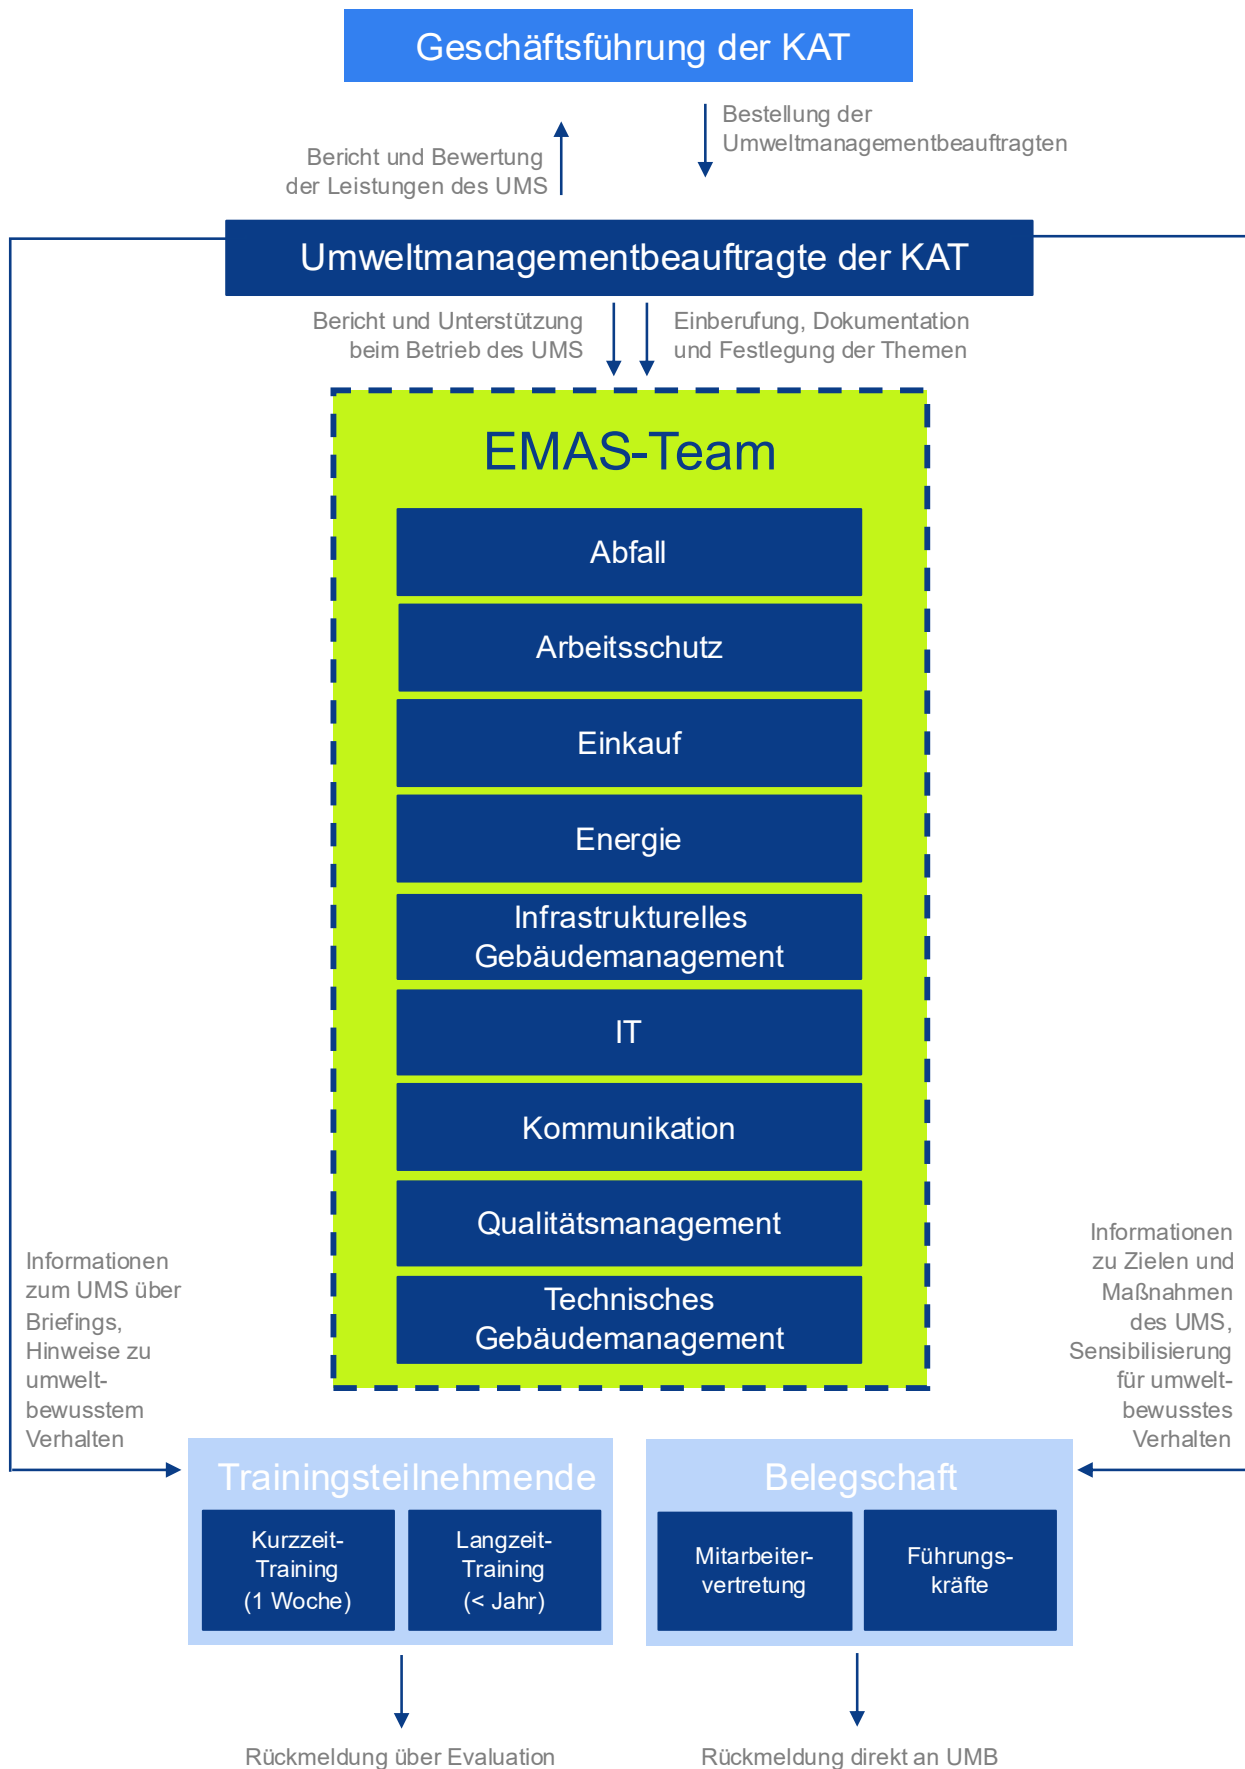 Geschäftsführung der KAT
Bestellung der
Umweltmanagementbeauftragten
Bericht und Bewertung
der Leistungen des UMS
Umweltmanagementbeauftragte der KAT
Bericht und Unterstützung
beim Betrieb des UMS
Einberufung, Dokumentation
und Festlegung der Themen
EMAS-Team
Abfall
Arbeitsschutz
Einkauf
Energie
Infrastrukturelles
Gebäudemanagement
IT
Kommunikation
Qualitätsmanagement
Technisches
Gebäudemanagement
Informationen
zum UMS über
Briefings,
Hinweise zu
umwelt-
bewusstem
Verhalten
Informationen
zu Zielen und
Maßnahmen
des UMS,
Sensibilisierung
für umwelt-
bewusstes
Verhalten
Trainingsteilnehmende
Kurzzeit-
Training
(1 Woche)
Langzeit-
Training
(< Jahr)
Belegschaft
Mitarbeiter-
vertretung
Führungs-
kräfte
Rückmeldung über Evaluation
Rückmeldung direkt an UMB